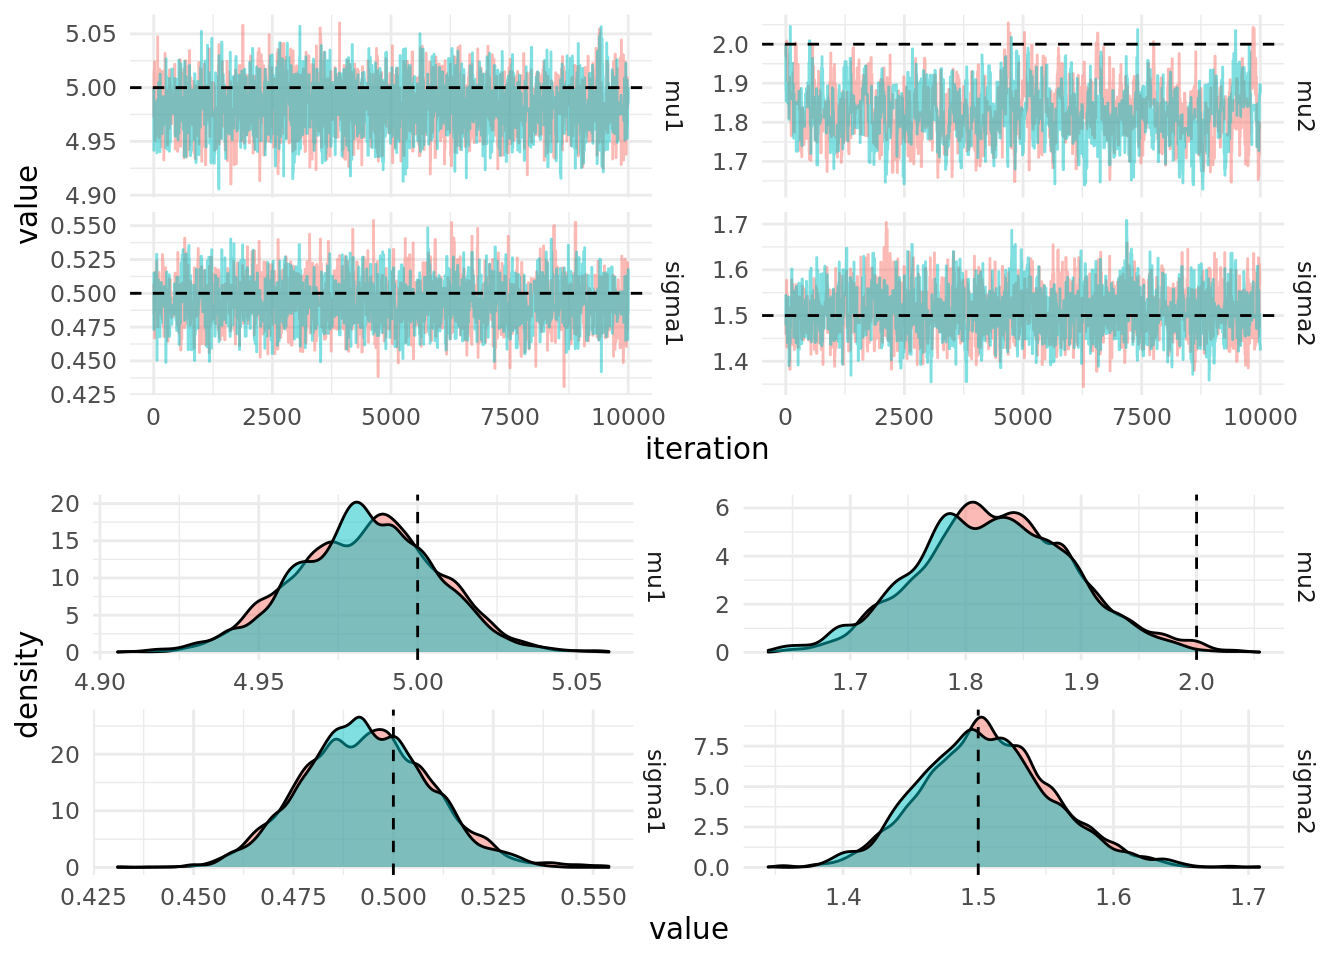 value
5.05
5.00
4.95
4.90
mu1
2.0
1.9
1.8
1.7
mu2
0.550
0.525
0.500
0.475
0.450
0.425
sigma1
1.7
1.6
1.5
1.4
sigma2
0 2500 5000 7500 10000
0 2500 5000 7500 10000
iteration
density
20
15
10
5
0
mu1
4.90 4.95 5.00 5.05
6
4
2
0
mu2
1.7 1.8 1.9 2.0
20
10
0
sigma1
0.425 0.450 0.475 0.500 0.525 0.550
7.5
5.0
2.5
0.0
sigma2
1.4 1.5 1.6 1.7
value